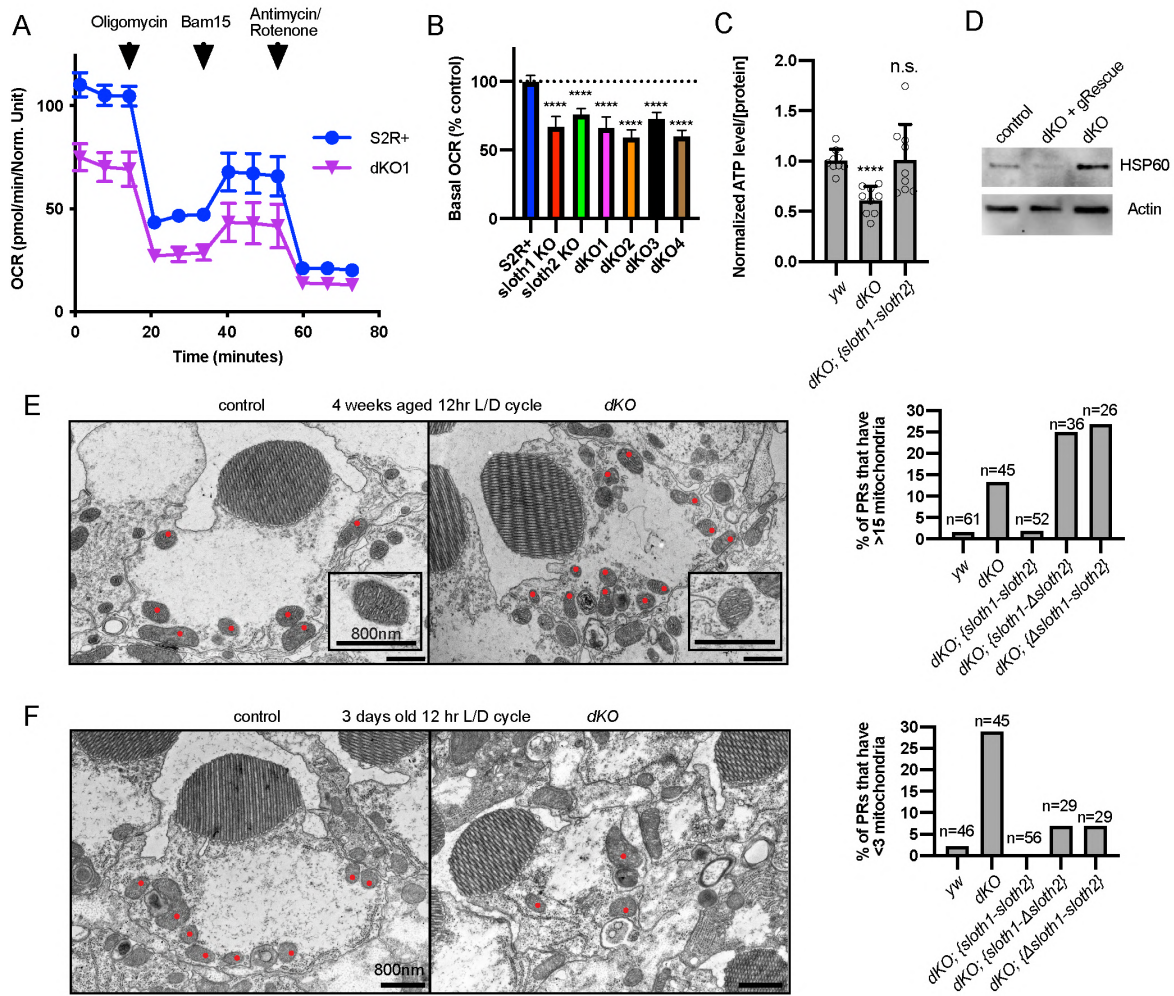 A
Oligomycin
Bam15
Antimycin/
Rotenone
OCR (pmol/min/Norm. Unit)
100
50
0
0
20
40
60
80
Time (minutes)
S2R+
dKO1
B
Basal OCR (% control)
100
50
0
****
****
****
****
****
****
S2R+
sloth1 KO
sloth2 KO
dKO1
dKO2
dKO3
dKO4
C
Normalized ATP level/[protein]
2.0
1.5
1.0
0.5
0.0
****
n.s.
yw
dKO
dKO; {sloth1-sloth2}
D
control
dKO + gRescue
dKO
HSP60
Actin
E
control
4 weeks aged 12hr L/D cycle
dKO
800nm
% of PRs that have
>15 mitochondria
30
25
20
15
10
5
0
n=61
n=45
n=52
n=36
n=26
yw
dKO
dKO; {sloth1-sloth2}
dKO; {sloth1-Δsloth2}
dKO; {Δsloth1-sloth2}
F
control
3 days old 12 hr L/D cycle
dKO
800nm
% of PRs that have
<3 mitochondria
30
25
20
15
10
5
0
n=46
n=45
n=56
n=29
n=29
yw
dKO
dKO; {sloth1-sloth2}
dKO; {sloth1-Δsloth2}
dKO; {Δsloth1-sloth2}